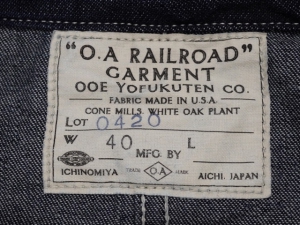 "O.A RAILROAD"
GARMENT
OOE YOFUKUTEN CO.
FABRIC MADE IN U.S.A.
CONE MILLS. WHITE OAK PLANT
LOT 0420
W 40 L
MFG. BY
TRADE O.A. MARK
ICHINOMIYA AICHI. JAPAN